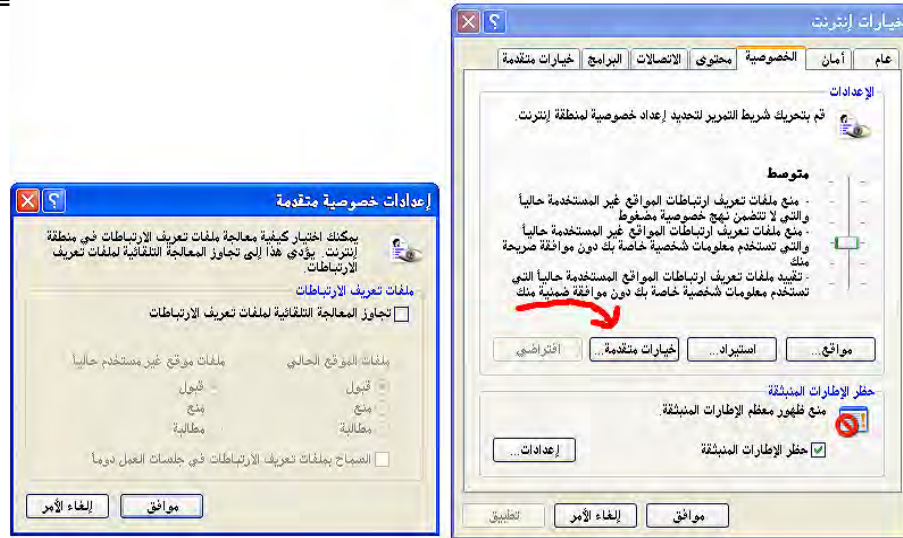 خيارات إنترنت
عام
أمان
الخصوصية
محتوى
الاتصالات
البرامج
خيارات متقدمة
الإعدادات
قم بتحريك شريط التمرير لتحديد إعداد خصوصية لمنطقة إنترنت.
متوسط
- منع ملفات تعريف ارتباطات المواقع غير المستخدمة حالياً
والتي لا تتضمن نهج خصوصية مضغوط
- منع ملفات تعريف ارتباطات المواقع غير المستخدمة حالياً
والتي تستخدم معلومات شخصية خاصة بك دون موافقة صريحة
منك
- تقييد ملفات تعريف ارتباطات المواقع المستخدمة حالياً التي
تستخدم معلومات شخصية خاصة بك دون موافقة ضمنية منك
مواقع...
استيراد...
خيارات متقدمة...
افتراضي
حظر الإطارات المنبثقة
منع ظهور معظم الإطارات المنبثقة.
حظر الإطارات المنبثقة
إعدادات...
موافق
إلغاء الأمر
تطبيق
إعدادات خصوصية متقدمة
يمكنك اختيار كيفية معالجة ملفات تعريف الارتباطات في منطقة
إنترنت. يؤدي هذا إلى تجاوز المعالجة التلقائية لملفات تعريف
الارتباطات.
ملفات تعريف الارتباطات
تجاوز المعالجة التلقائية لملفات تعريف الارتباطات
ملفات الموقع الحالي
ملفات موقع غير مستخدم حالياً
قبول
قبول
منع
منع
مطالبة
مطالبة
السماح بملفات تعريف الارتباطات في جلسات العمل دوماً
موافق
إلغاء الأمر